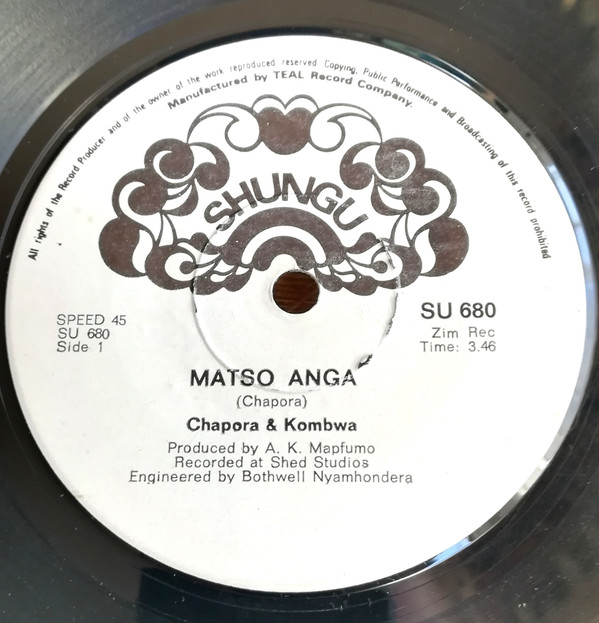 All rights of the Record Producer and of the owner of the work reproduced reserved Copying, Public Performance and Broadcasting of this record prohibited
Manufactured by TEAL Record Company.
SHUNGU
SPEED 45
SU 680
Side 1
SU 680
Zim Rec
Time: 3.46
MATSO ANGA
(Chapora)
Chapora & Kombwa
Produced by A. K. Mapfumo
Recorded at Shed Studios
Engineered by Bothwell Nyamhondera